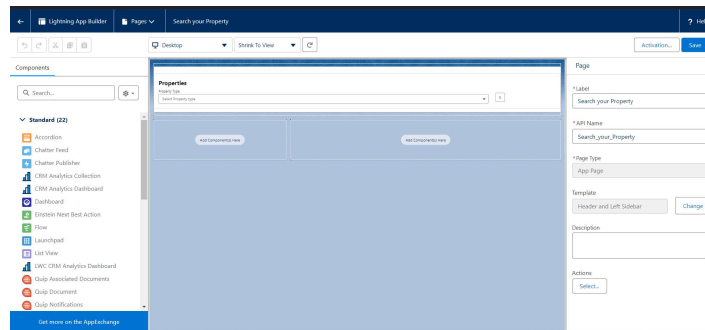 Lightning App Builder
Pages
Search your Property
? Hel
Desktop
Shrink To View
Activation...
Save
Components
Search...
Standard (22)
Accordion
Chatter Feed
Chatter Publisher
CRM Analytics Collection
CRM Analytics Dashboard
Dashboard
Einstein Next Best Action
Flow
Launchpad
List View
LWC CRM Analytics Dashboard
Quip Associated Documents
Quip Document
Quip Notifications
Get more on the AppExchange
Properties
Property Type
Select Property type
Add Component(s) Here
Add Component(s) Here
Page
*Label
Search your Property
*API Name
Search_your_Property
*Page Type
App Page
Template
Header and Left Sidebar
Change
Description
Actions
Select...